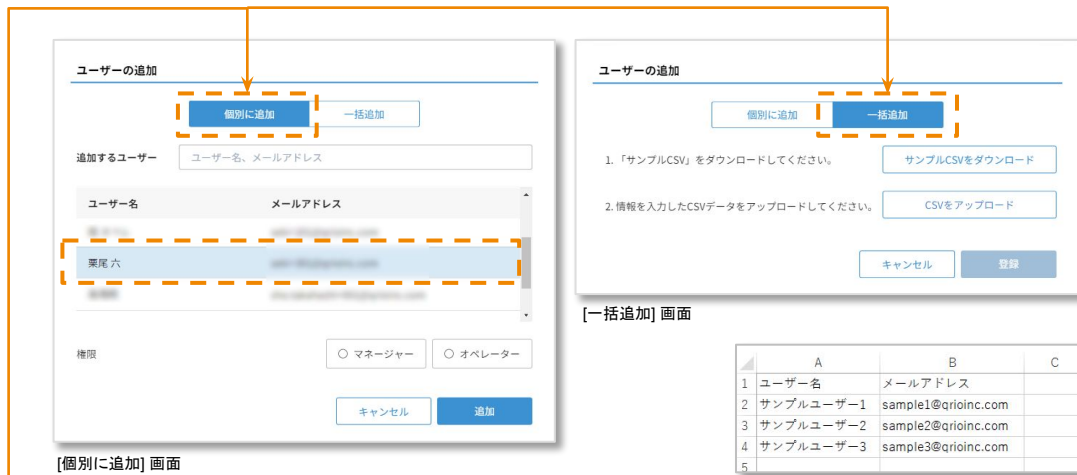 ユーザーの追加
個別に追加 一括追加
追加するユーザー ユーザー名、メールアドレス
ユーザー名 メールアドレス
栗尾 六
権限 マネージャー オペレーター
キャンセル 追加
[個別に追加] 画面
ユーザーの追加
個別に追加 一括追加
1. 「サンプルCSV」をダウンロードしてください。 サンプルCSVをダウンロード
2. 情報を入力したCSVデータをアップロードしてください。 CSVをアップロード
キャンセル 登録
[一括追加] 画面
A B C
1 ユーザー名 メールアドレス
2 サンプルユーザー1 sample1@qrioinc.com
3 サンプルユーザー2 sample2@qrioinc.com
4 サンプルユーザー3 sample3@qrioinc.com
5